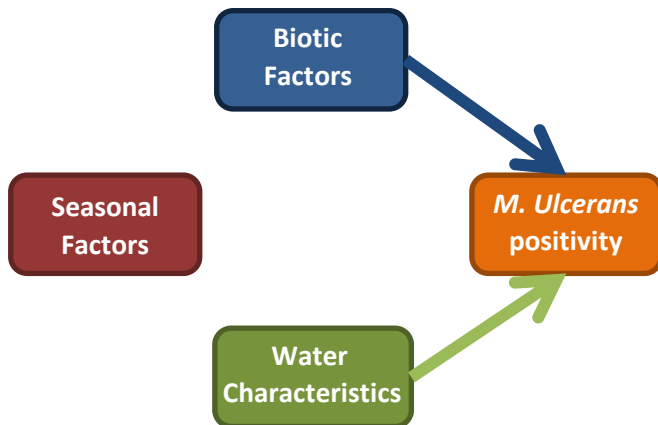 Biotic
Factors
Seasonal
Factors
M. Ulcerans
positivity
Water
Characteristics